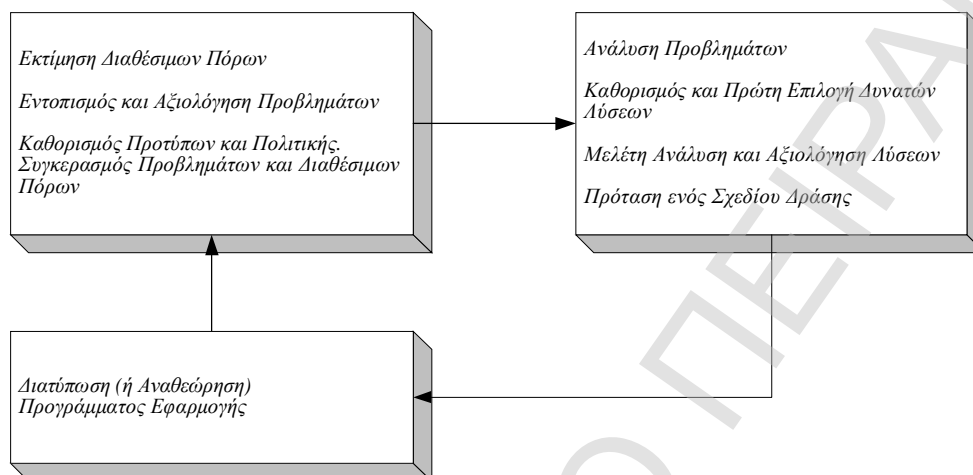 Εκτίμηση Διαθέσιμων Πόρων
Εντοπισμός και Αξιολόγηση Προβλημάτων
Καθορισμός Προτύπων και Πολιτικής.
Συγκερασμός Προβλημάτων και Διαθέσιμων
Πόρων
Ανάλυση Προβλημάτων
Καθορισμός και Πρώτη Επιλογή Δυνατών
Λύσεων
Μελέτη Ανάλυση και Αξιολόγηση Λύσεων
Πρόταση ενός Σχεδίου Δράσης
Διατύπωση (ή Αναθεώρηση)
Προγράμματος Εφαρμογής